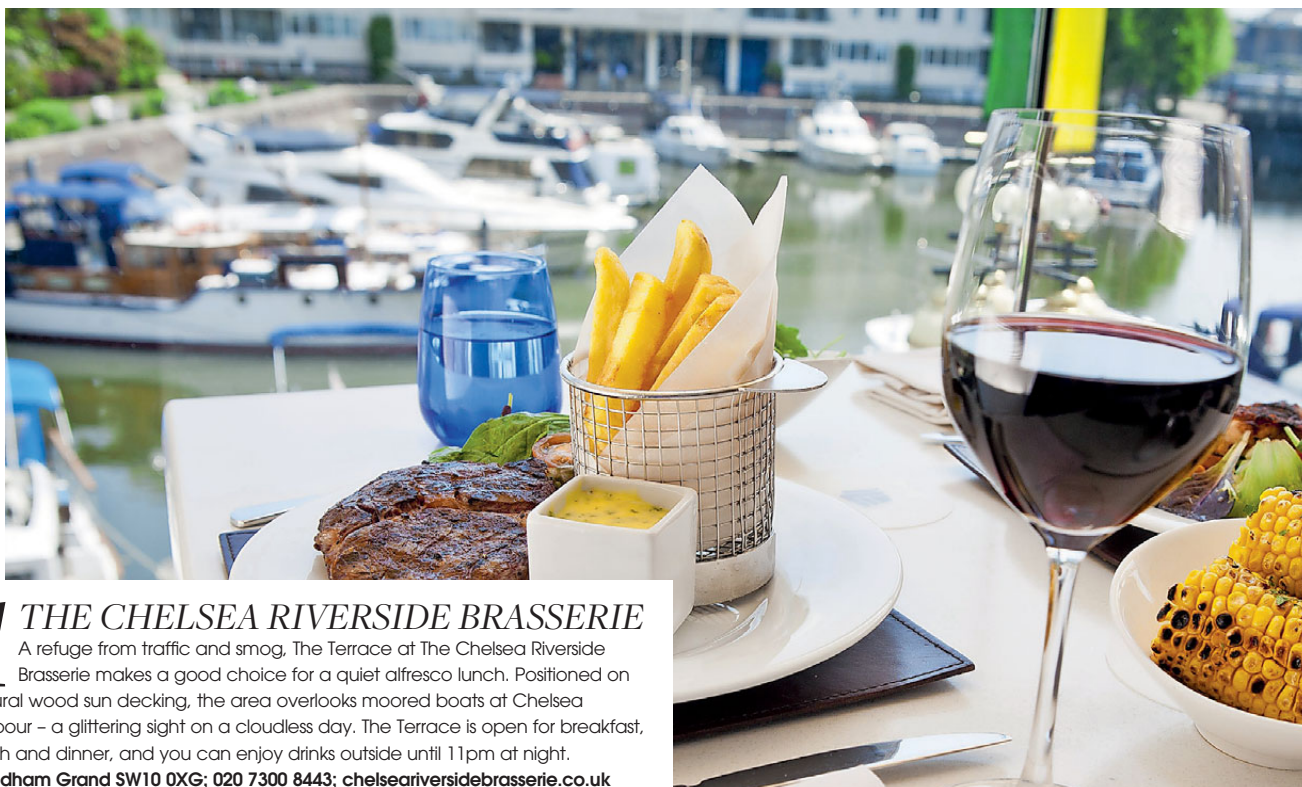 THE CHELSEA RIVERSIDE BRASSERIE
A refuge from traffic and smog, The Terrace at The Chelsea Riverside
Brasserie makes a good choice for a quiet alfresco lunch. Positioned on
ural wood sun decking, the area overlooks moored boats at Chelsea
bour – a glittering sight on a cloudless day. The Terrace is open for breakfast,
h and dinner, and you can enjoy drinks outside until 11pm at night.
dham Grand SW10 0XG; 020 7300 8443; chelseariversidebrasserie.co.uk